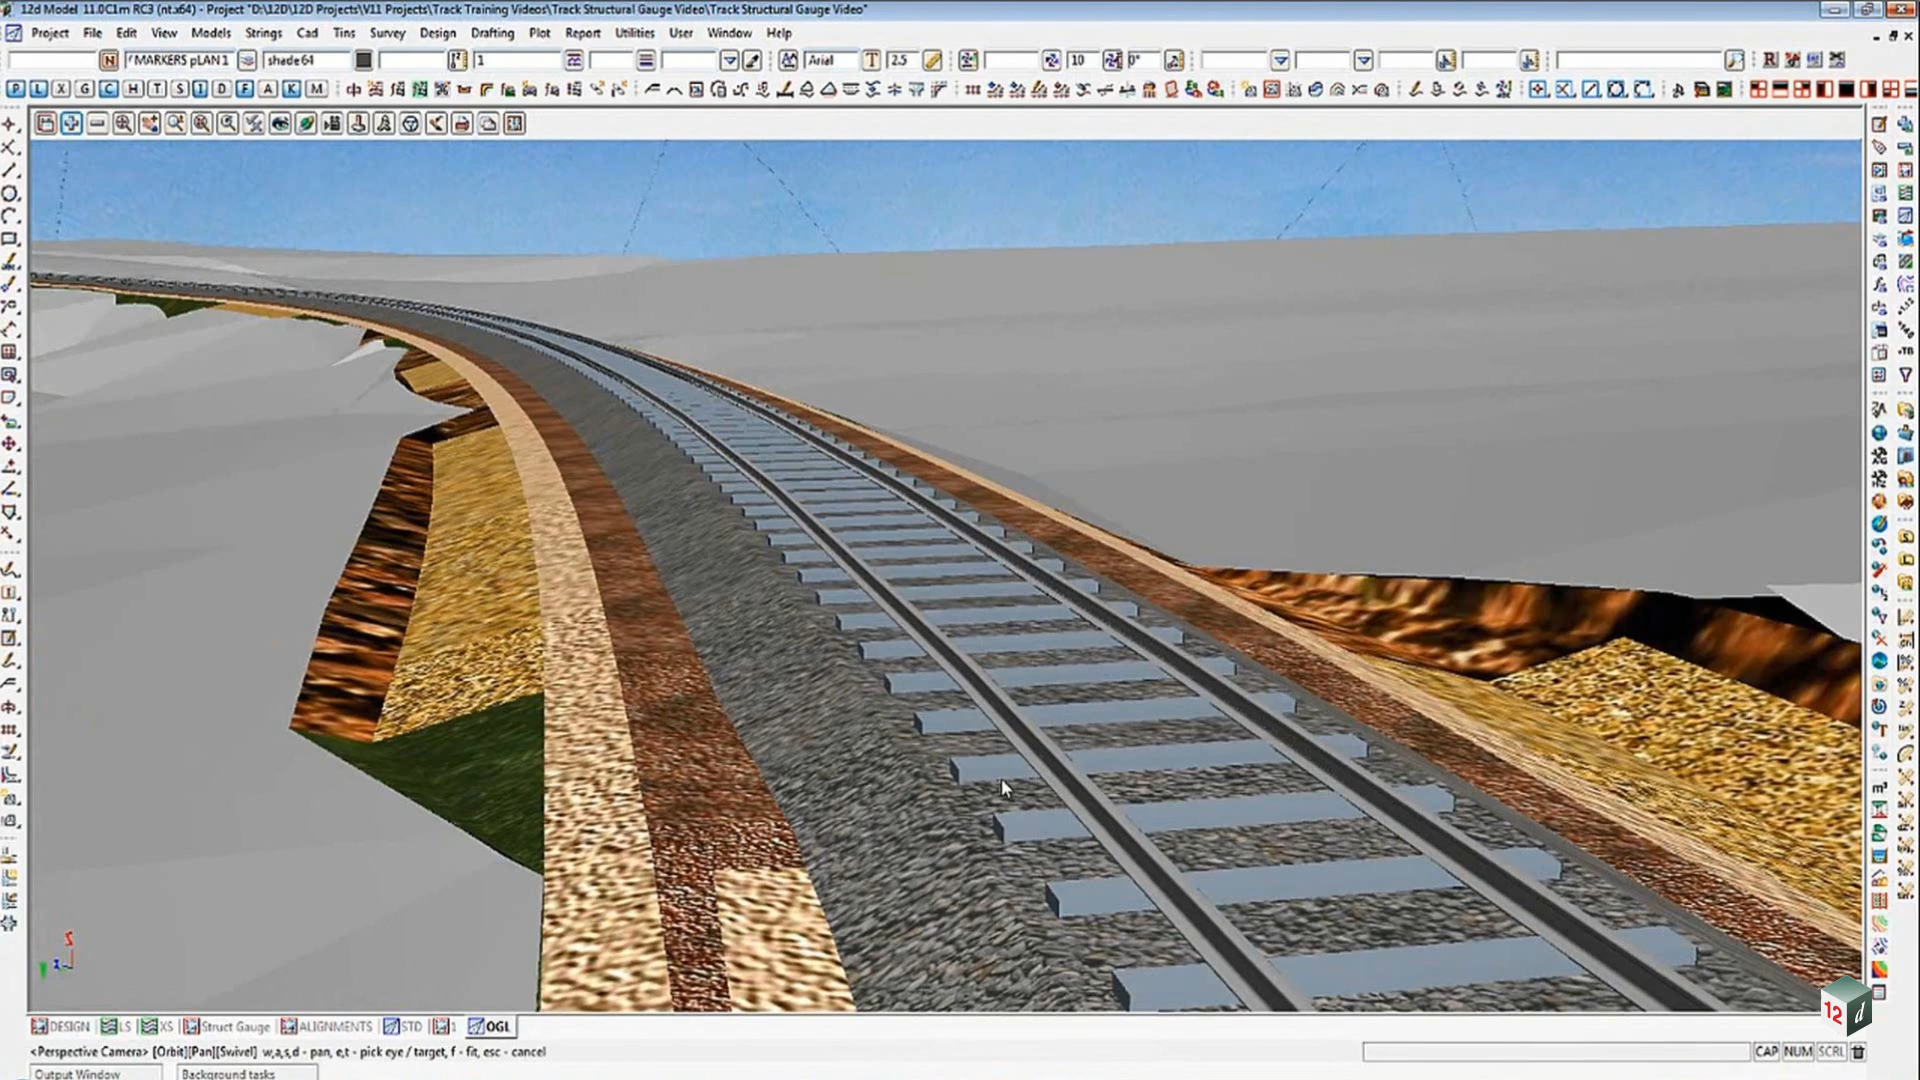 12d Model 11.0C1m RC3 (nt.x64) - Project "D:\12D\12D Projects\V11 Projects\Track Training Videos\Track Structural Gauge Video\Track Structural Gauge Video"
Project File Edit View Models Strings Cad Tins Survey Design Drafting Plot Report Utilities User Window Help
N MARKERS pLAN 1 shade 64 1 Arial T 2.5 10 0° R
P L X G C H T S I D F A K M
Z
DESIGN LS XS Struct Gauge ALIGNMENTS STD 1 OGL
<Perspective Camera> [Orbit][Pan][Swivel] w,a,s,d - pan, e,t - pick eye / target, f - fit, esc - cancel
CAP NUM SCRL
Output Window Background tasks
12 d